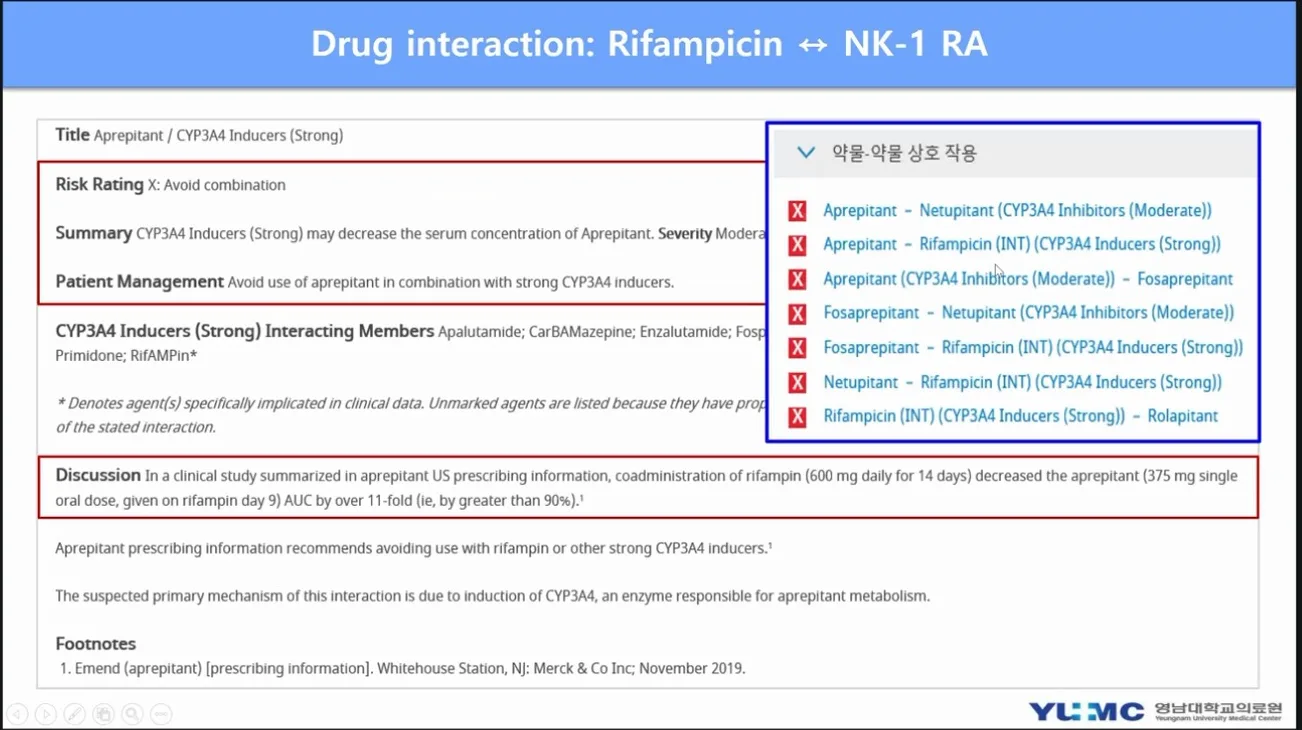 Drug interaction: Rifampicin ↔ NK-1 RA
Title Aprepitant / CYP3A4 Inducers (Strong)
Risk Rating X: Avoid combination
Summary CYP3A4 Inducers (Strong) may decrease the serum concentration of Aprepitant. Severity Modera
Patient Management Avoid use of aprepitant in combination with strong CYP3A4 inducers.
CYP3A4 Inducers (Strong) Interacting Members Apalutamide; CarBAMazepine; Enzalutamide; Fosp
Primidone; RifAMPin*
* Denotes agent(s) specifically implicated in clinical data. Unmarked agents are listed because they have prop
of the stated interaction.
약물-약물 상호 작용
X Aprepitant – Netupitant (CYP3A4 Inhibitors (Moderate))
X Aprepitant – Rifampicin (INT) (CYP3A4 Inducers (Strong))
X Aprepitant (CYP3A4 Inhibitors (Moderate)) – Fosaprepitant
X Fosaprepitant – Netupitant (CYP3A4 Inhibitors (Moderate))
X Fosaprepitant – Rifampicin (INT) (CYP3A4 Inducers (Strong))
X Netupitant – Rifampicin (INT) (CYP3A4 Inducers (Strong))
X Rifampicin (INT) (CYP3A4 Inducers (Strong)) – Rolapitant
Discussion In a clinical study summarized in aprepitant US prescribing information, coadministration of rifampin (600 mg daily for 14 days) decreased the aprepitant (375 mg single
oral dose, given on rifampin day 9) AUC by over 11-fold (ie, by greater than 90%).¹
Aprepitant prescribing information recommends avoiding use with rifampin or other strong CYP3A4 inducers.¹
The suspected primary mechanism of this interaction is due to induction of CYP3A4, an enzyme responsible for aprepitant metabolism.
Footnotes
1. Emend (aprepitant) [prescribing information]. Whitehouse Station, NJ: Merck & Co Inc; November 2019.
YUMC 영남대학교의료원
Yeungnam University Medical Center